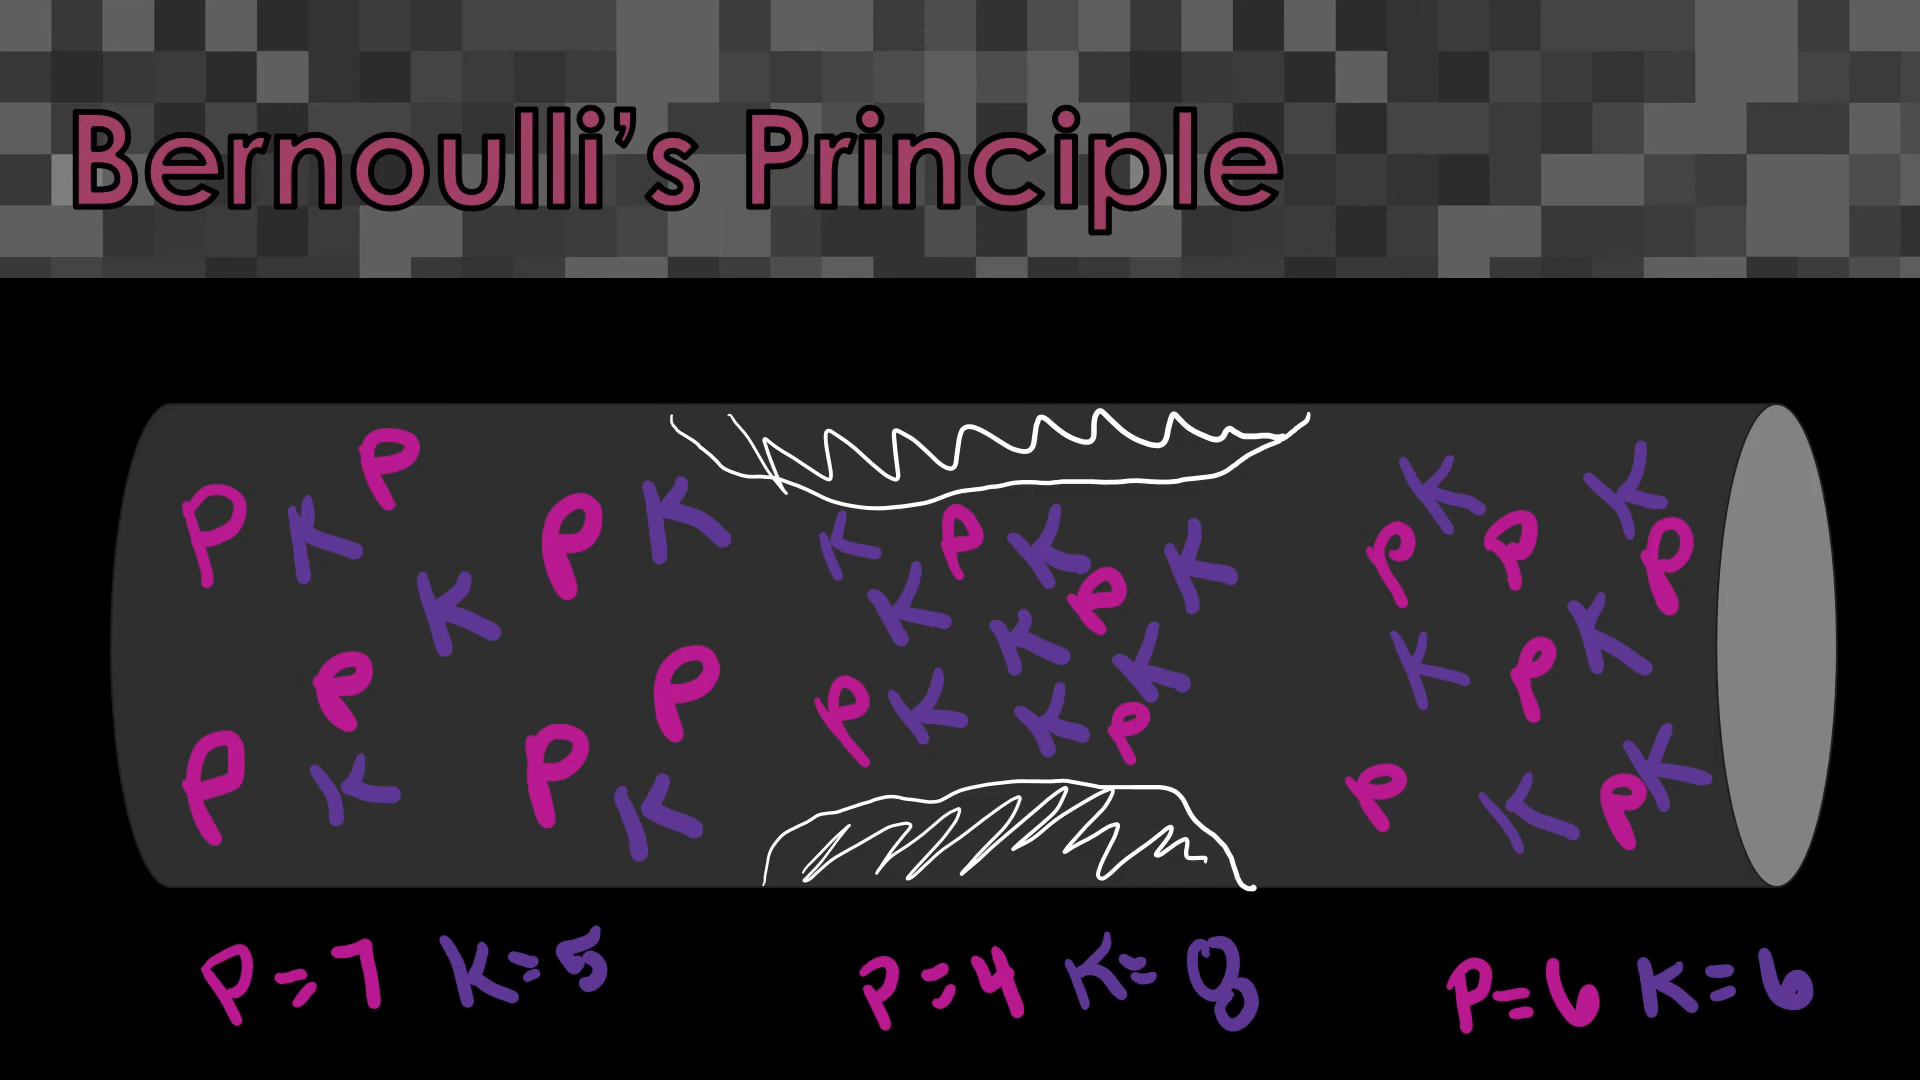 Bernoulli's Principle
P K P P K K P K P P P K P K
K P K K P K K K P K P K K P
K P K P K P K P K P K P
P=7 K=5 P=4 K=8 P=6 K=6